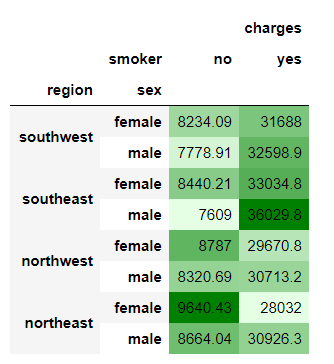 charges
smoker no yes
region sex
southwest female 8234.09 31688
male 7778.91 32598.9
southeast female 8440.21 33034.8
male 7609 36029.8
northwest female 8787 29670.8
male 8320.69 30713.2
northeast female 9640.43 28032
male 8664.04 30926.3